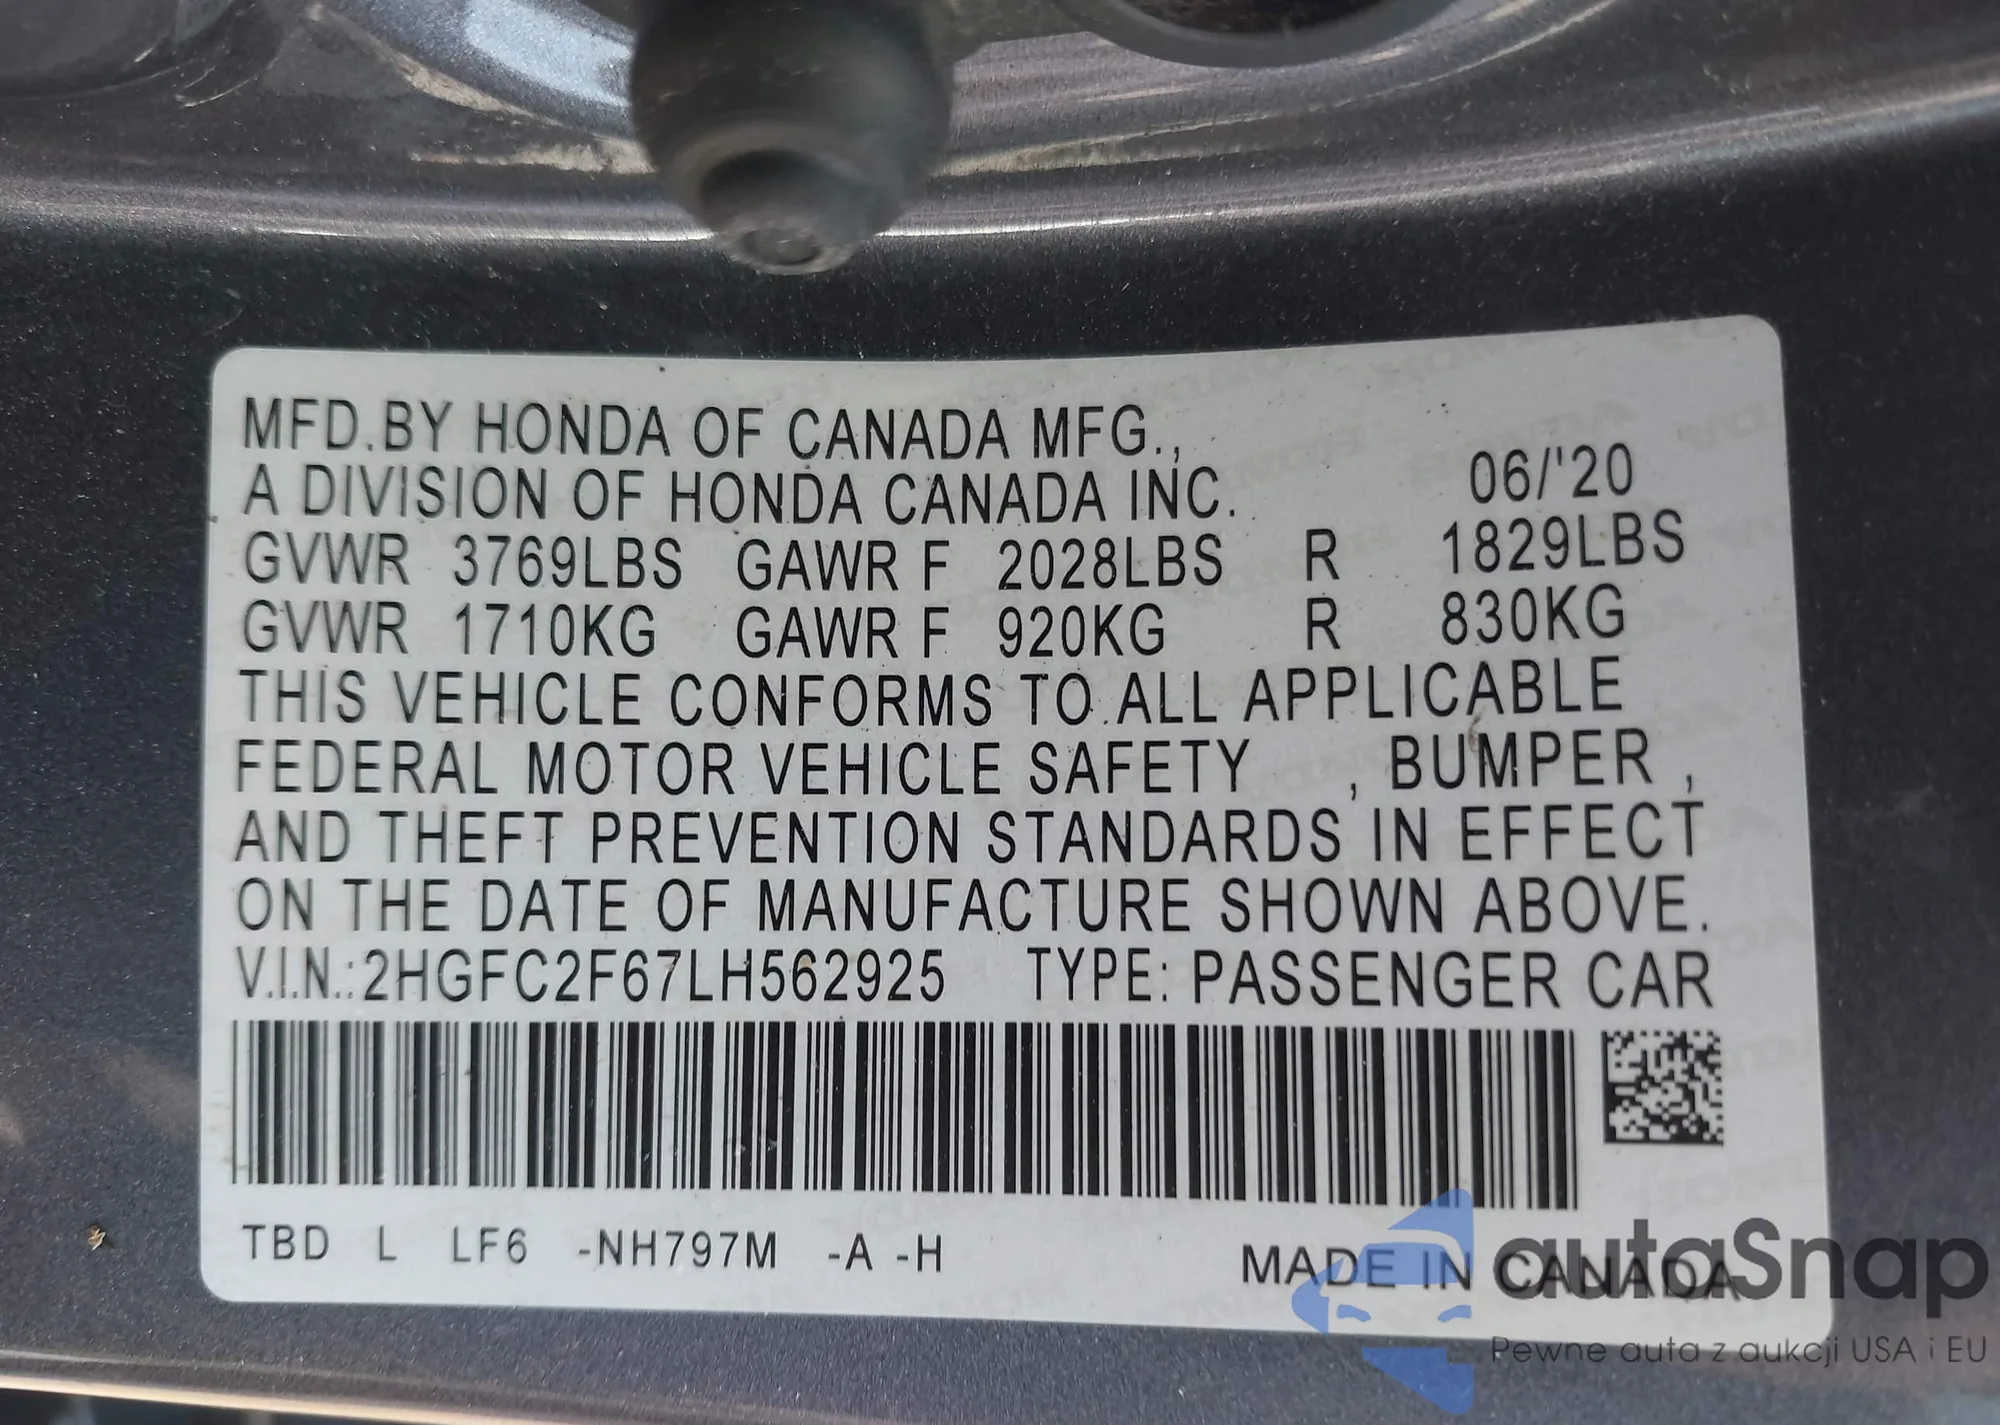 MFD.BY HONDA OF CANADA MFG.,
A DIVISION OF HONDA CANADA INC. 06/'20
GVWR 3769LBS GAWR F 2028LBS R 1829LBS
GVWR 1710KG GAWR F 920KG R 830KG
THIS VEHICLE CONFORMS TO ALL APPLICABLE
FEDERAL MOTOR VEHICLE SAFETY , BUMPER ,
AND THEFT PREVENTION STANDARDS IN EFFECT
ON THE DATE OF MANUFACTURE SHOWN ABOVE.
V.I.N.:2HGFC2F67LH562925 TYPE: PASSENGER CAR
TBD L LF6 -NH797M -A -H MADE IN CANADA
autoSnap
Pewne auta z aukcji USA i EU